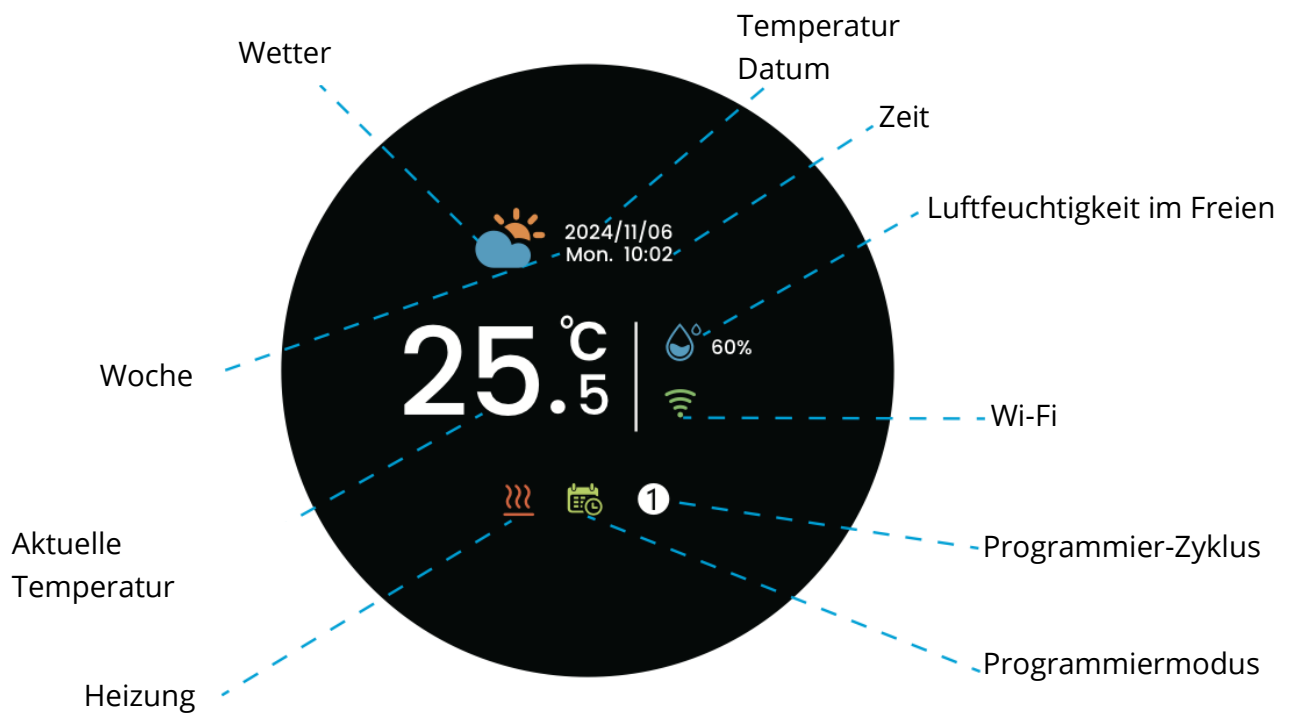 Temperatur
Datum
Wetter
Zeit
Luftfeuchtigkeit im Freien
2024/11/06
Mon. 10:02
25.5 °C
60%
Woche
Wi-Fi
1
Aktuelle
Temperatur
Programmier-Zyklus
Programmiermodus
Heizung